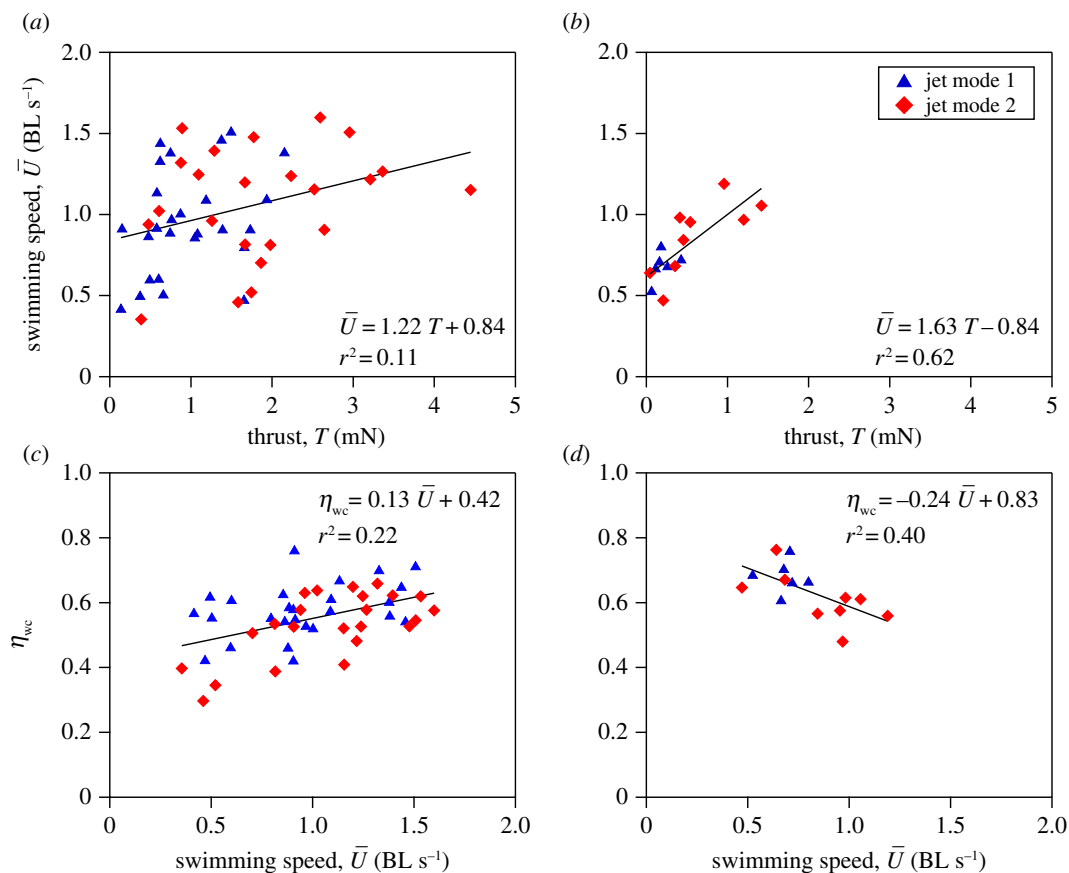 (a)
2.0
1.5
1.0
0.5
0
swimming speed, U̅ (BL s⁻¹)
U̅ = 1.22 T + 0.84
r² = 0.11
0 1 2 3 4 5
thrust, T (mN)
(b)
2.0
1.5
1.0
0.5
0
jet mode 1
jet mode 2
U̅ = 1.63 T – 0.84
r² = 0.62
0 1 2 3 4 5
thrust, T (mN)
(c)
1.0
0.8
0.6
0.4
0.2
0
η_wc
η_wc = 0.13 U̅ + 0.42
r² = 0.22
0 0.5 1.0 1.5 2.0
swimming speed, U̅ (BL s⁻¹)
(d)
1.0
0.8
0.6
0.4
0.2
0
η_wc = –0.24 U̅ + 0.83
r² = 0.40
0 0.5 1.0 1.5 2.0
swimming speed, U̅ (BL s⁻¹)